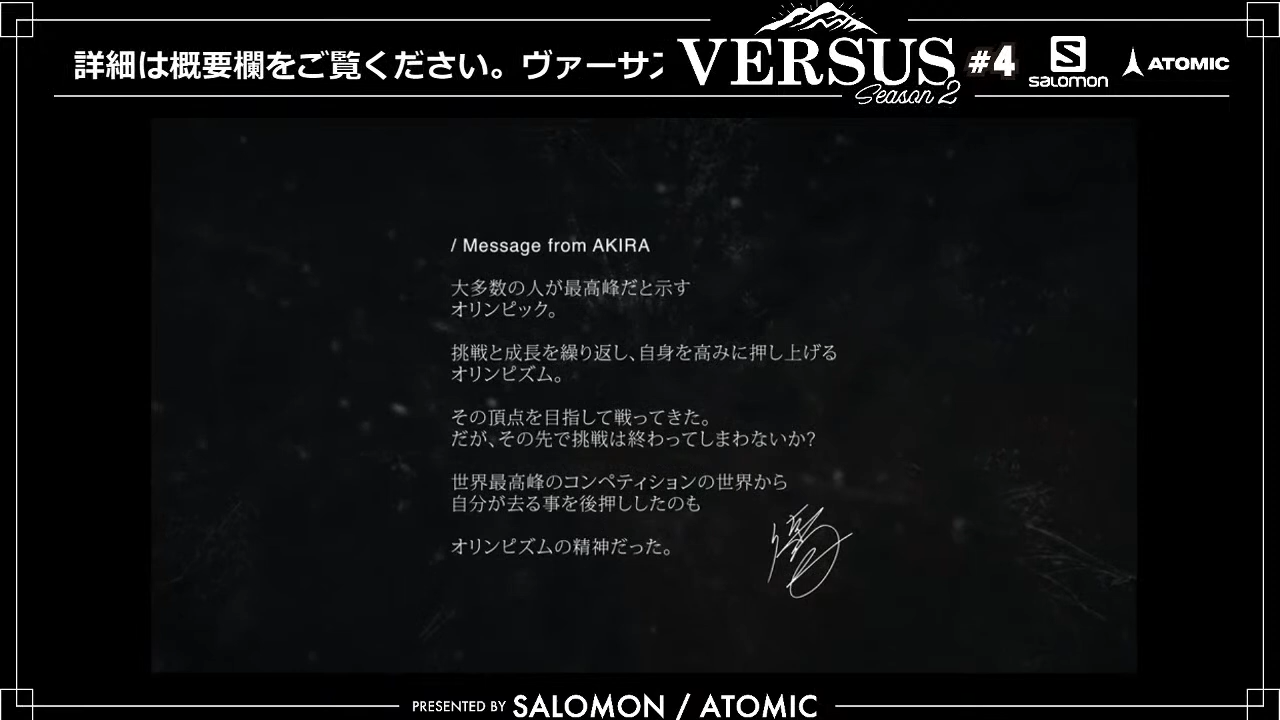 詳細は概要欄をご覧ください。ヴァーサス
VERSUS
Season 2
#4
S
SALOMON
ATOMIC
/ Message from AKIRA
大多数の人が最高峰だと示す
オリンピック。
挑戦と成長を繰り返し、自身を高みに押し上げる
オリンピズム。
その頂点を目指して戦ってきた。
だが、その先で挑戦は終わってしまわないか?
世界最高峰のコンペティションの世界から
自分が去る事を後押ししたのも
オリンピズムの精神だった。
PRESENTED BY SALOMON / ATOMIC